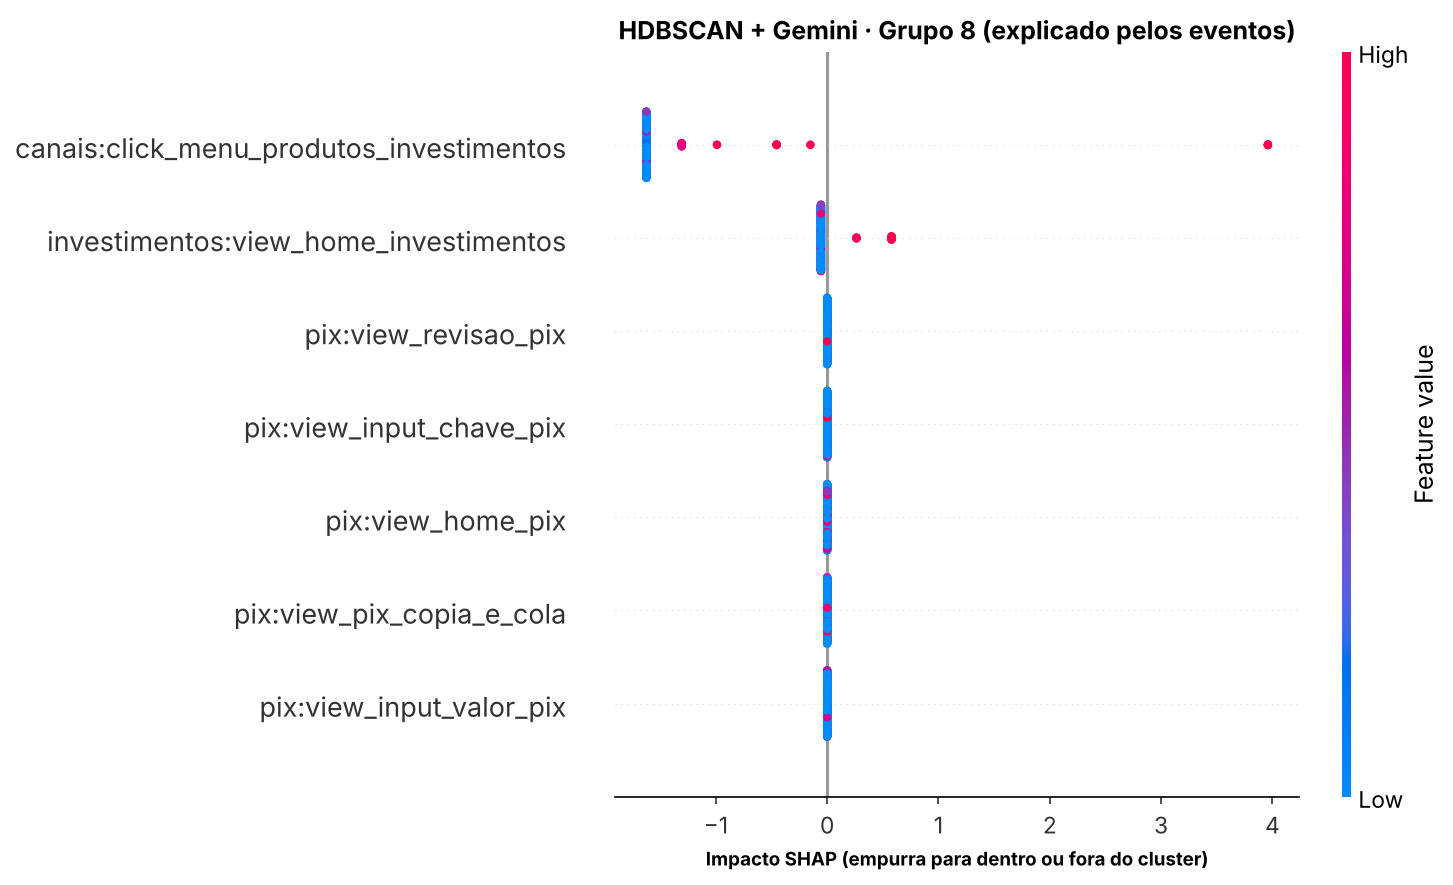 HDBSCAN + Gemini · Grupo 8 (explicado pelos eventos)
High
canais:click_menu_produtos_investimentos
investimentos:view_home_investimentos
pix:view_revisao_pix
pix:view_input_chave_pix
pix:view_home_pix
pix:view_pix_copia_e_cola
pix:view_input_valor_pix
Feature value
Low
−1 0 1 2 3 4
Impacto SHAP (empurra para dentro ou fora do cluster)